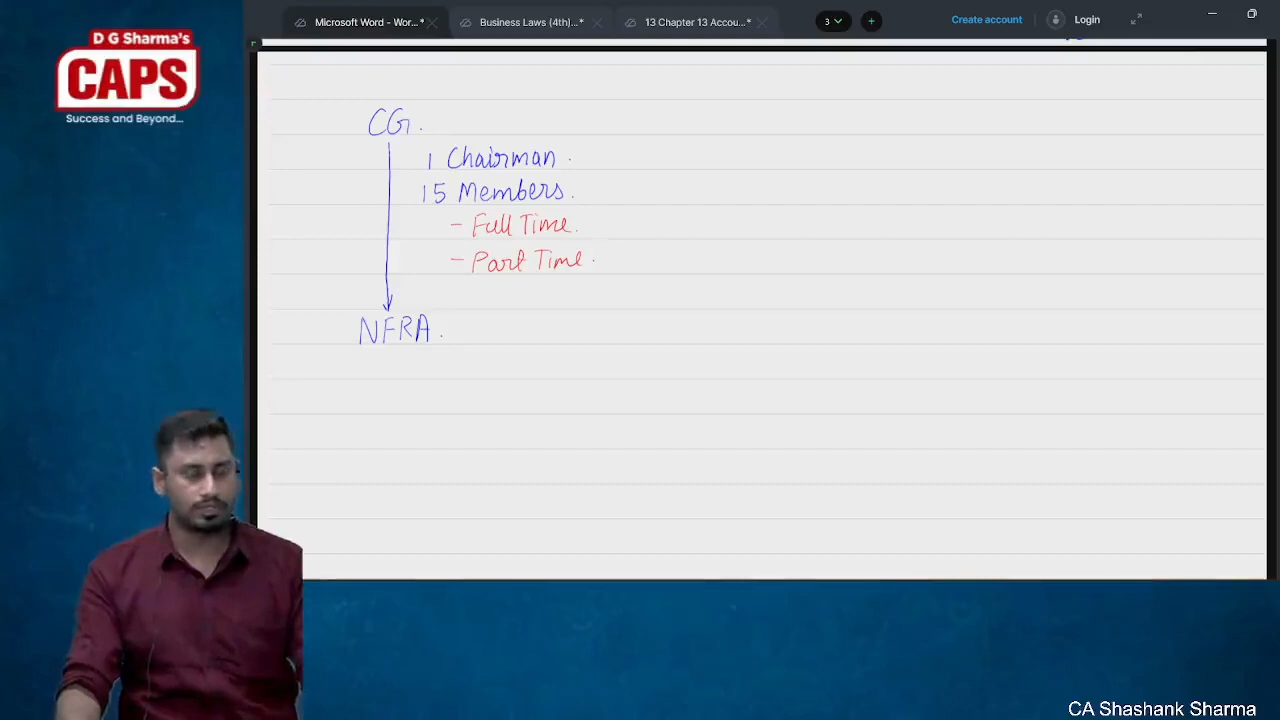 D G Sharma's
CAPS
Success and Beyond...
Microsoft Word - Wor...*
Business Laws (4th)...*
13 Chapter 13 Accou...*
3
Create account
Login
CG.
1 Chairman.
15 Members.
- Full Time.
- Part Time.
NFRA.
CA Shashank Sharma